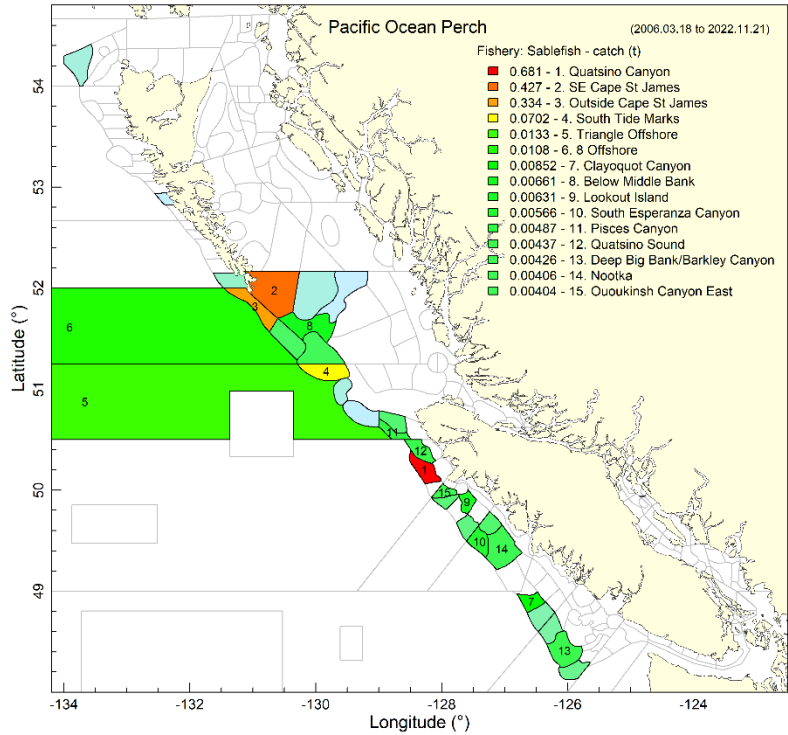 Pacific Ocean Perch
(2006.03.18 to 2022.11.21)
Fishery: Sablefish - catch (t)
0.681 - 1. Quatsino Canyon
0.427 - 2. SE Cape St James
0.334 - 3. Outside Cape St James
0.0702 - 4. South Tide Marks
0.0133 - 5. Triangle Offshore
0.0108 - 6. 8 Offshore
0.00852 - 7. Clayoquot Canyon
0.00661 - 8. Below Middle Bank
0.00631 - 9. Lookout Island
0.00566 - 10. South Esperanza Canyon
0.00487 - 11. Pisces Canyon
0.00437 - 12. Quatsino Sound
0.00426 - 13. Deep Big Bank/Barkley Canyon
0.00406 - 14. Nootka
0.00404 - 15. Ououkinsh Canyon East
54
53
52
51
50
49
Latitude (°)
2
3
6
8
4
5
11
12
1
15
9
10
14
7
13
-134
-132
-130
-128
-126
-124
Longitude (°)